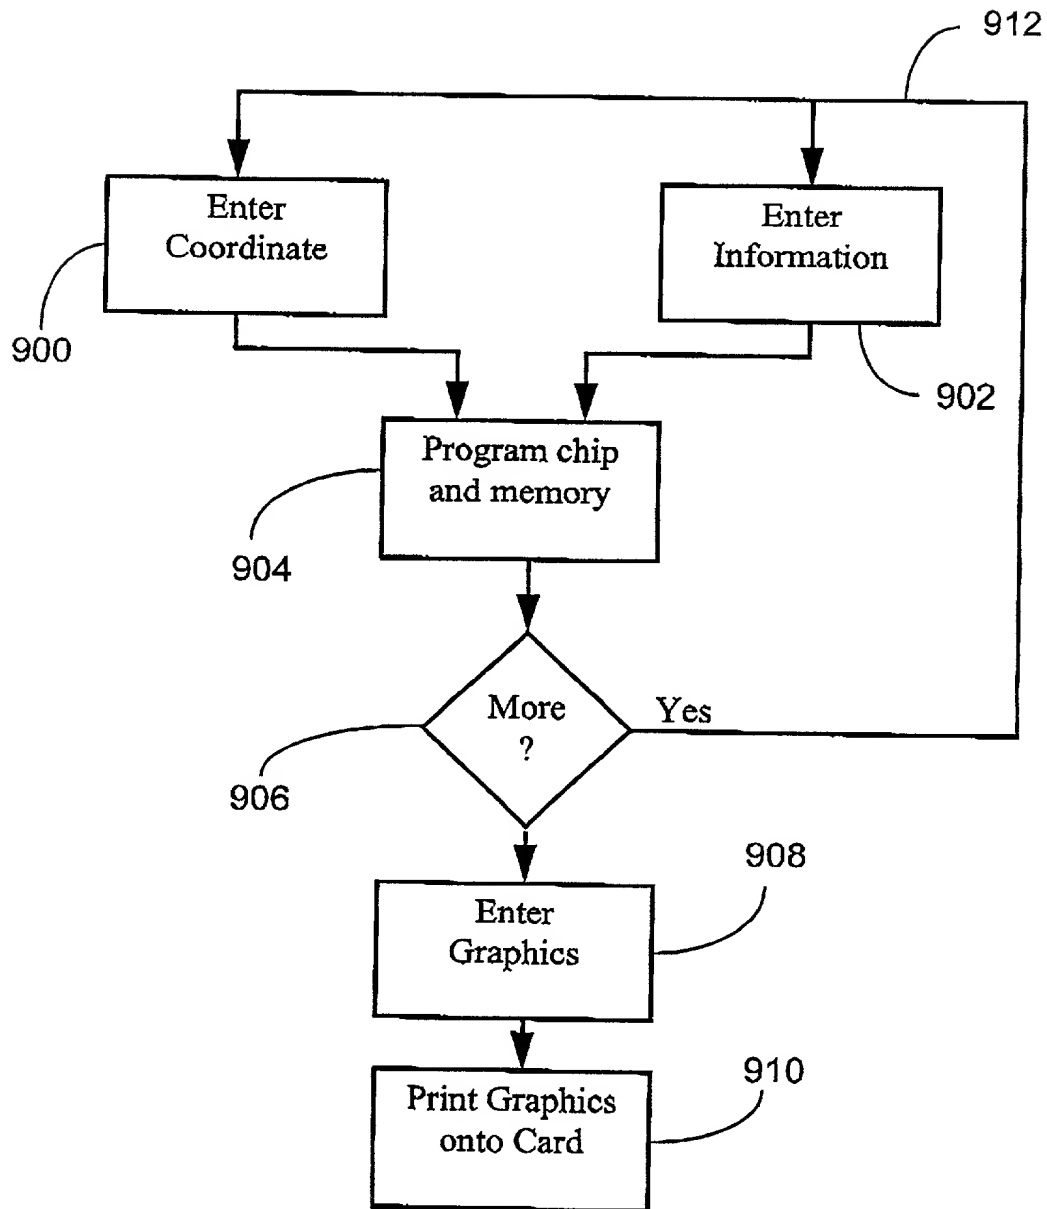 912
Enter
Coordinate
Enter
Information
900
902
Program chip
and memory
904
More
?
Yes
906
908
Enter
Graphics
910
Print Graphics
onto Card